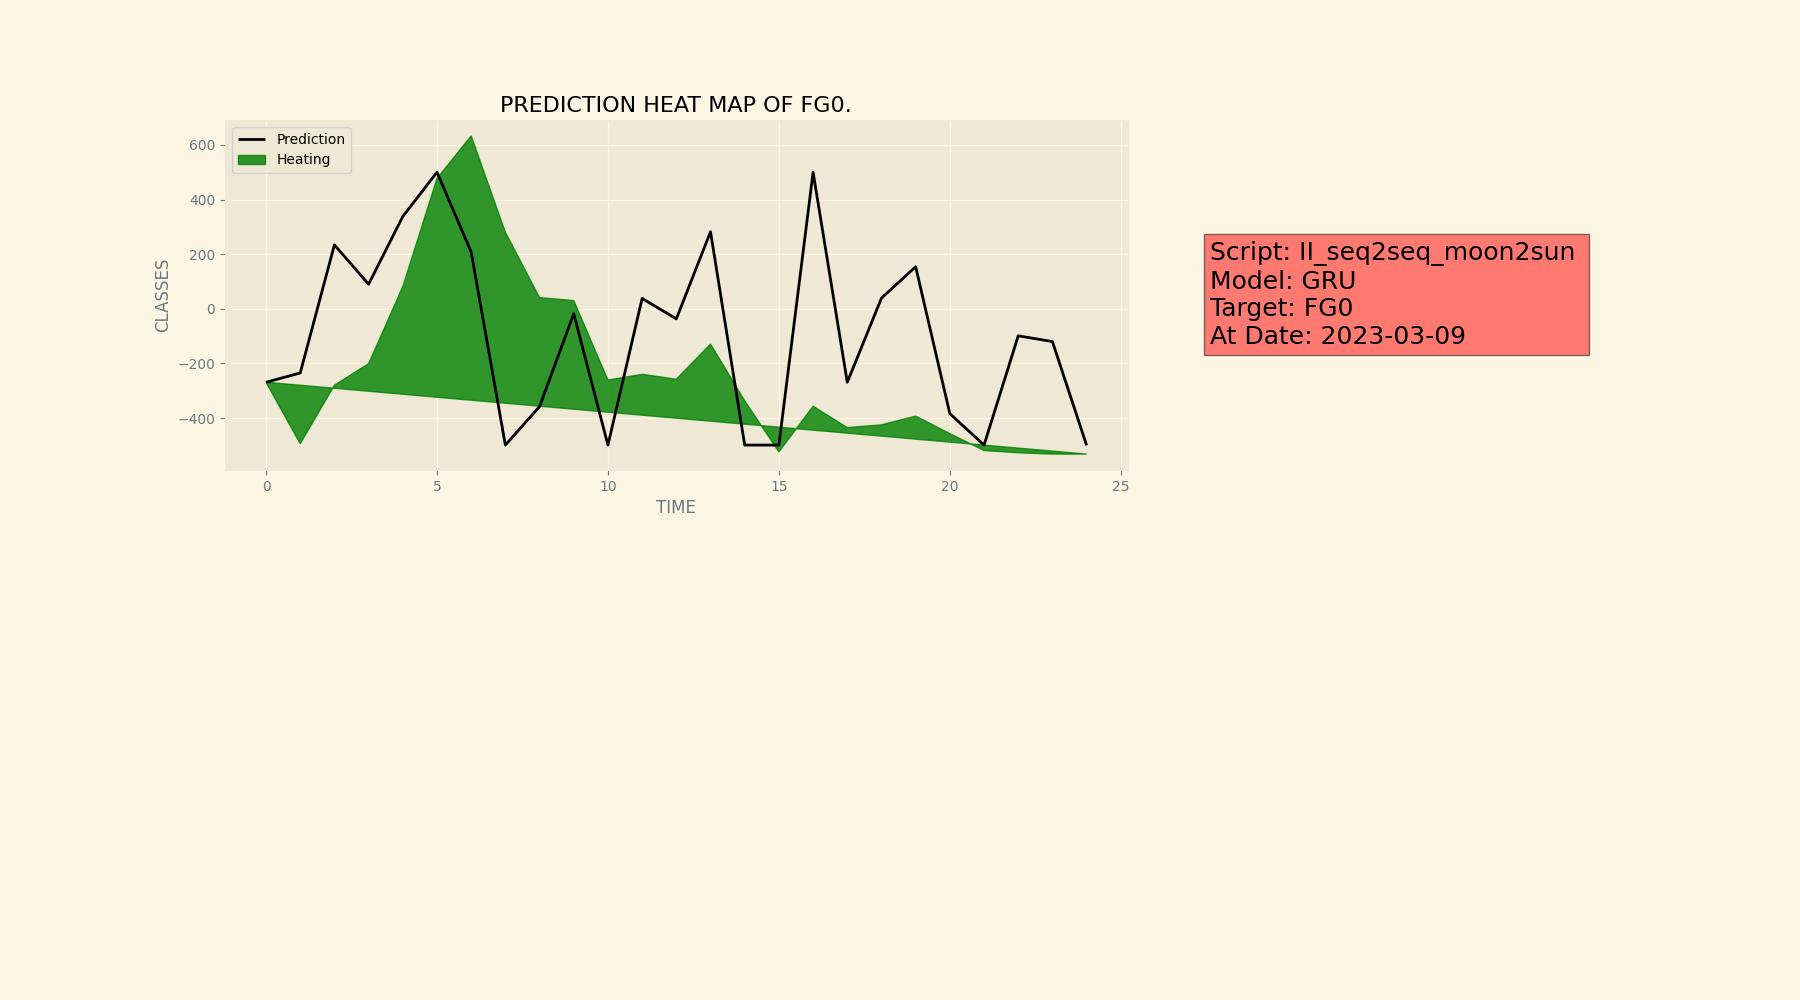 PREDICTION HEAT MAP OF FG0.
Prediction
Heating
600
400
200
0
−200
−400
CLASSES
0 5 10 15 20 25
TIME
Script: II_seq2seq_moon2sun
Model: GRU
Target: FG0
At Date: 2023-03-09